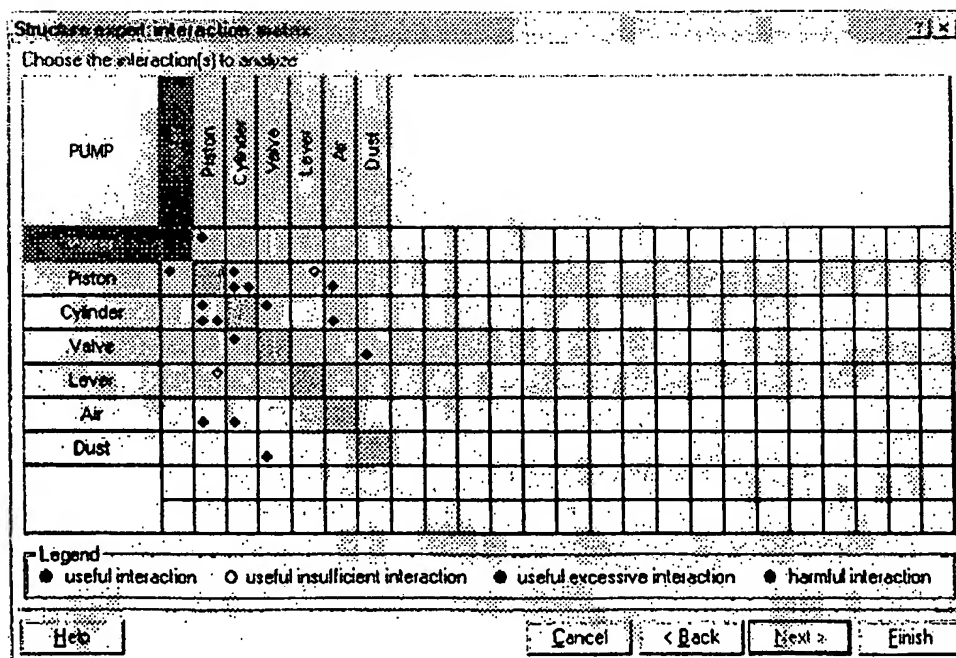 Structure expert: interaction matrix
? ×
Choose the interaction(s) to analyze
PUMP
Piston
Cylinder
Valve
Lever
Air
Dust
Piston
Cylinder
Valve
Lever
Air
Dust
Legend
useful interaction useful insufficient interaction useful excessive interaction harmful interaction
Help Cancel < Back Next > Finish